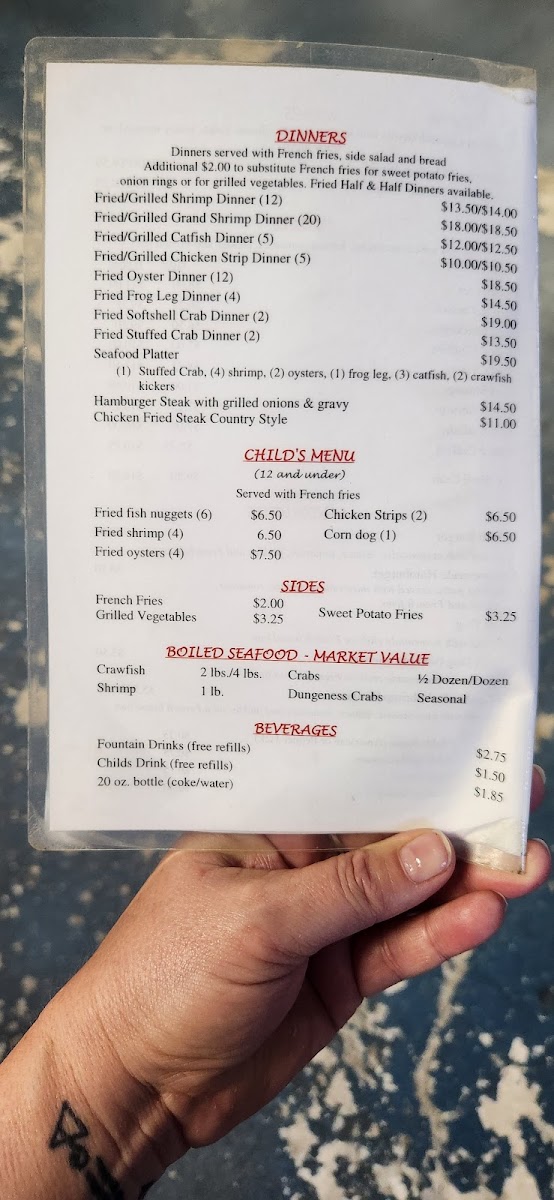 DINNERS
Dinners served with French fries, side salad and bread
Additional $2.00 to substitute French fries for sweet potato fries,
onion rings or for grilled vegetables. Fried Half & Half Dinners available.
Fried/Grilled Shrimp Dinner (12) $13.50/$14.00
Fried/Grilled Grand Shrimp Dinner (20) $18.00/$18.50
Fried/Grilled Catfish Dinner (5) $12.00/$12.50
Fried/Grilled Chicken Strip Dinner (5) $10.00/$10.50
Fried Oyster Dinner (12) $18.50
Fried Frog Leg Dinner (4) $14.50
Fried Softshell Crab Dinner (2) $19.00
Fried Stuffed Crab Dinner (2) $13.50
Seafood Platter $19.50
(1) Stuffed Crab, (4) shrimp, (2) oysters, (1) frog leg, (3) catfish, (2) crawfish
kickers
Hamburger Steak with grilled onions & gravy $14.50
Chicken Fried Steak Country Style $11.00
CHILD'S MENU
(12 and under)
Served with French fries
Fried fish nuggets (6) $6.50 Chicken Strips (2) $6.50
Fried shrimp (4) 6.50 Corn dog (1) $6.50
Fried oysters (4) $7.50
SIDES
French Fries $2.00
Grilled Vegetables $3.25 Sweet Potato Fries $3.25
BOILED SEAFOOD - MARKET VALUE
Crawfish 2 lbs./4 lbs. Crabs ½ Dozen/Dozen
Shrimp 1 lb. Dungeness Crabs Seasonal
BEVERAGES
Fountain Drinks (free refills) $2.75
Childs Drink (free refills) $1.50
20 oz. bottle (coke/water) $1.85